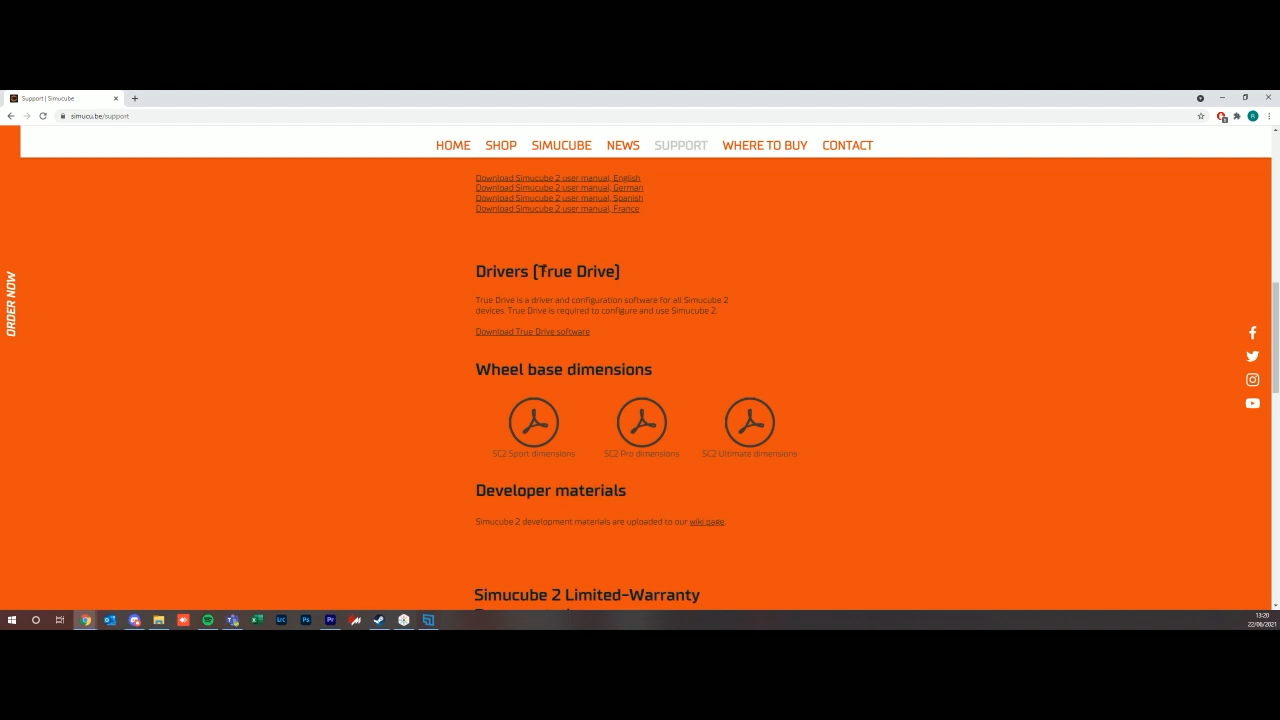 Support | Simucube
simucu.be/support
HOME SHOP SIMUCUBE NEWS SUPPORT WHERE TO BUY CONTACT
Download Simucube 2 user manual, English
Download Simucube 2 user manual, German
Download Simucube 2 user manual, Spanish
Download Simucube 2 user manual, France
ORDER NOW
Drivers [True Drive]
True Drive is a driver and configuration software for all Simucube 2
devices. True Drive is required to configure and use Simucube 2.
Download True Drive software
Wheel base dimensions
SC2 Sport dimensions SC2 Pro dimensions SC2 Ultimate dimensions
Developer materials
Simucube 2 development materials are uploaded to our wiki page.
Simucube 2 Limited-Warranty
13:20
22/06/2021